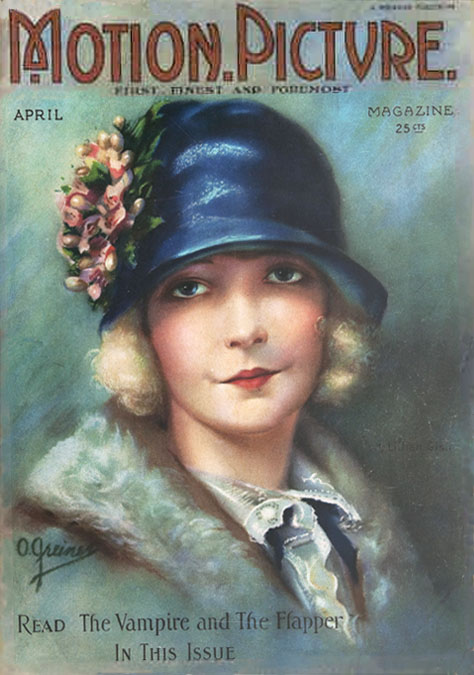 MOTION.PICTVRE.
FIRST, FINEST AND FOREMOST
APRIL
MAGAZINE
25 CTS
O.Greiner
READ The Vampire and The Flapper
IN THIS ISSUE